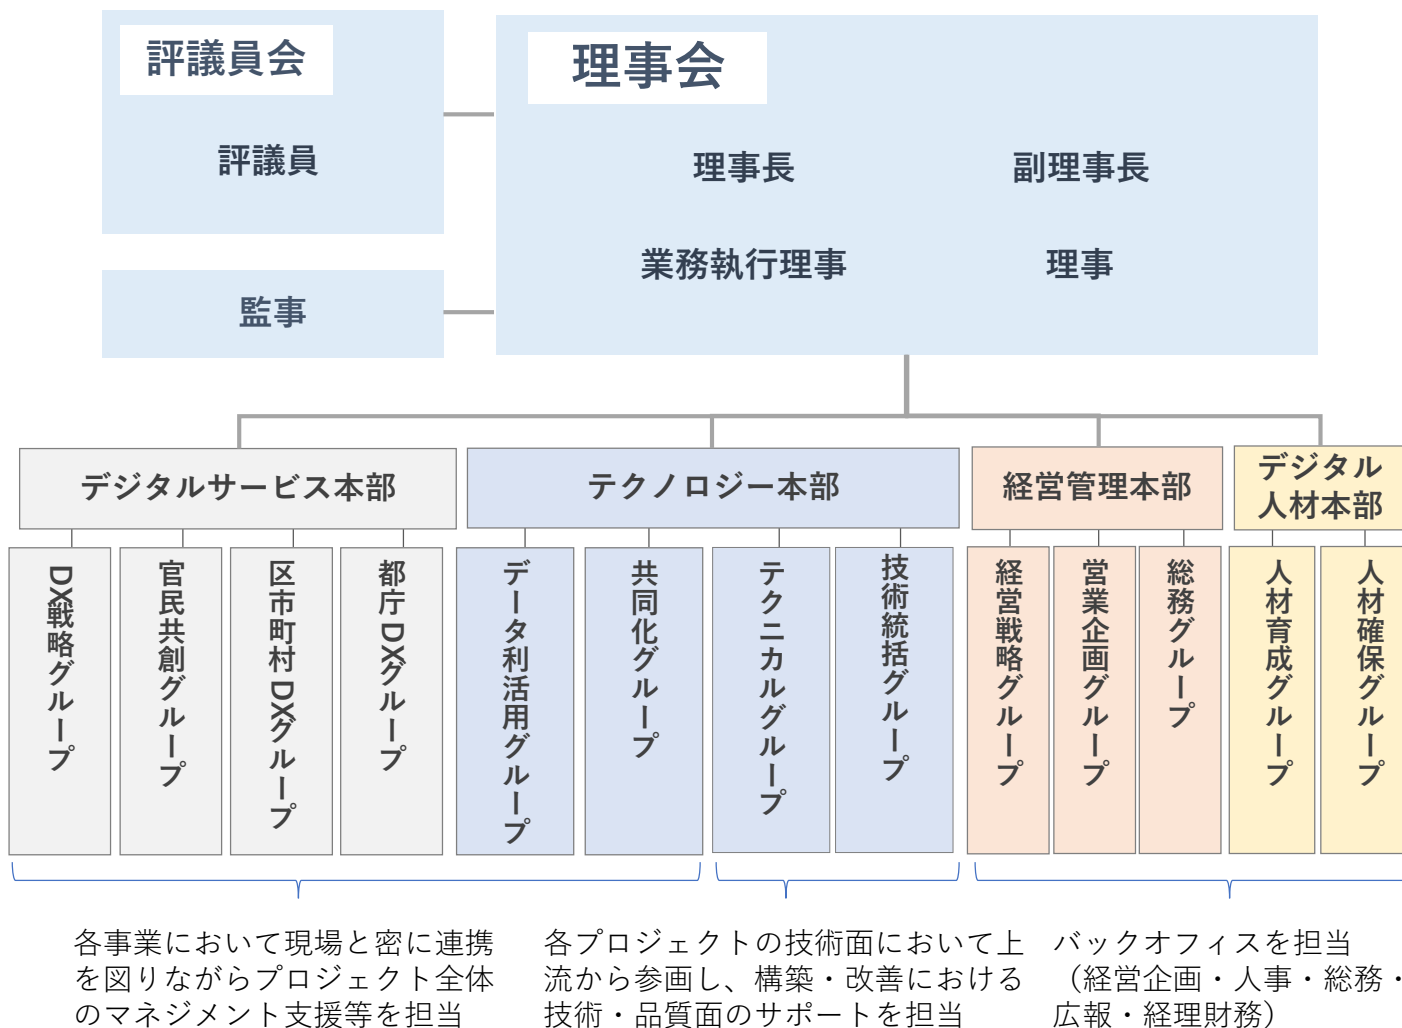 評議員会
評議員
監事
理事会
理事長
副理事長
業務執行理事
理事
デジタルサービス本部
テクノロジー本部
経営管理本部
デジタル
人材本部
DX戦略グループ
官民共創グループ
区市町村DXグループ
都庁DXグループ
データ利活用グループ
共同化グループ
テクニカルグループ
技術統括グループ
経営戦略グループ
営業企画グループ
総務グループ
人材育成グループ
人材確保グループ
各事業において現場と密に連携
を図りながらプロジェクト全体
のマネジメント支援等を担当
各プロジェクトの技術面において上
流から参画し、構築・改善における
技術・品質面のサポートを担当
バックオフィスを担当
（経営企画・人事・総務・
広報・経理財務）